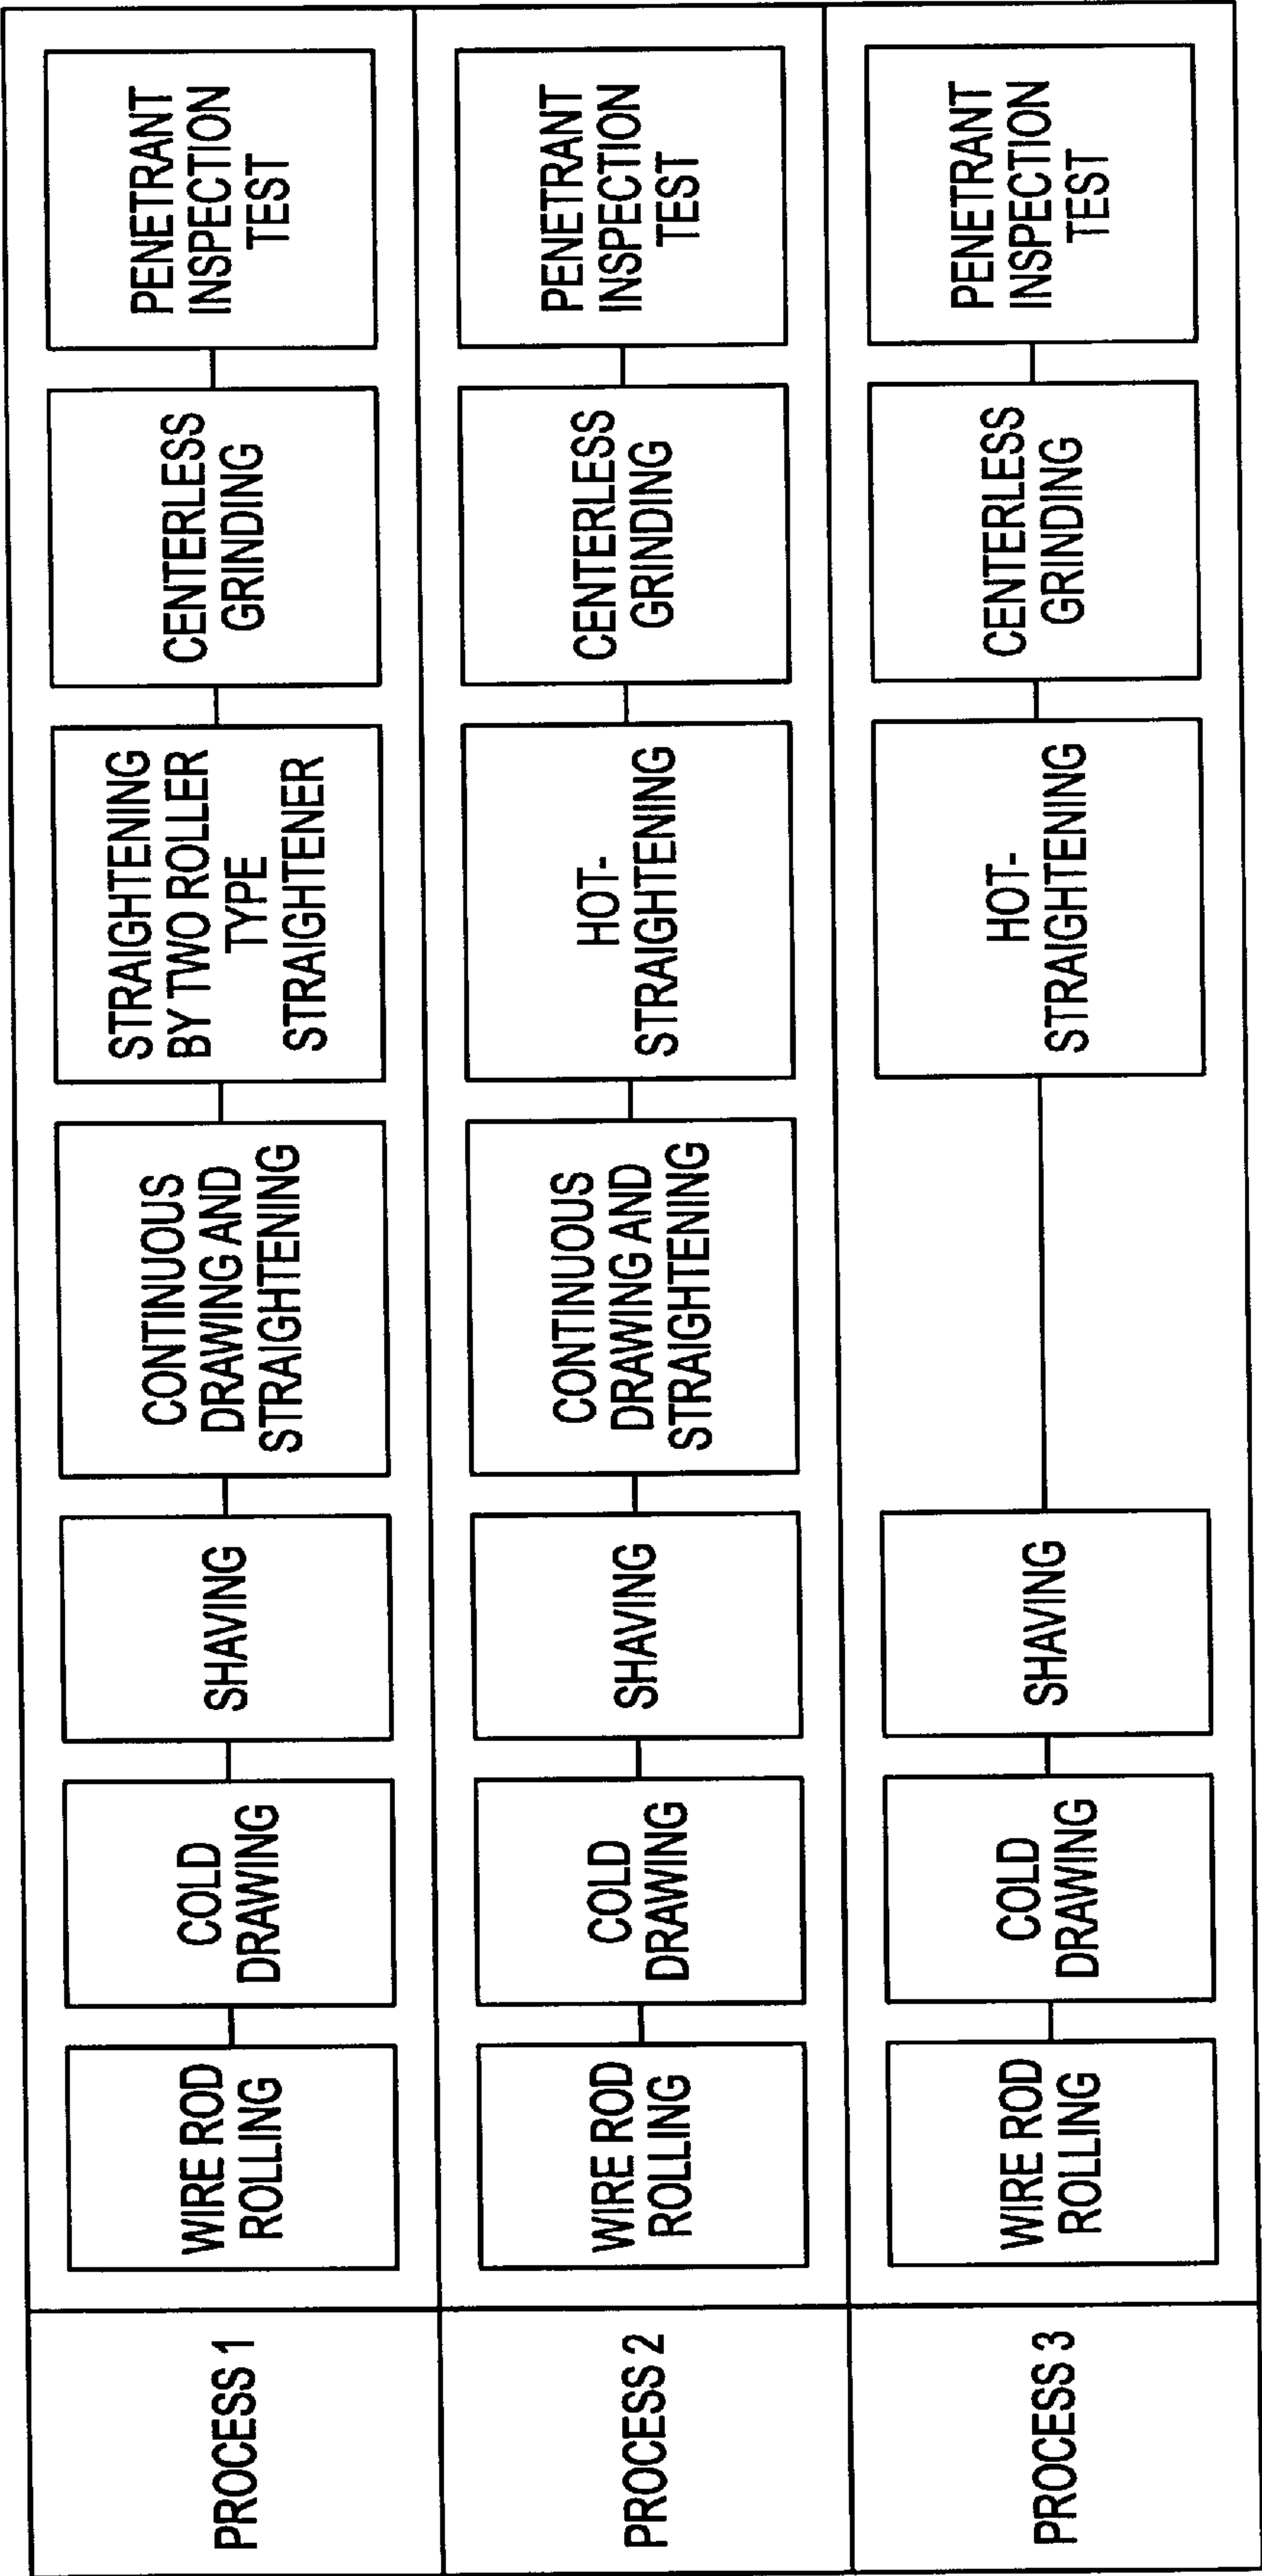 PROCESS 1
WIRE ROD
ROLLING
COLD
DRAWING
SHAVING
CONTINUOUS
DRAWING AND
STRAIGHTENING
STRAIGHTENING
BY TWO ROLLER
TYPE
STRAIGHTENER
CENTERLESS
GRINDING
PENETRANT
INSPECTION
TEST
PROCESS 2
WIRE ROD
ROLLING
COLD
DRAWING
SHAVING
CONTINUOUS
DRAWING AND
STRAIGHTENING
HOT-
STRAIGHTENING
CENTERLESS
GRINDING
PENETRANT
INSPECTION
TEST
PROCESS 3
WIRE ROD
ROLLING
COLD
DRAWING
SHAVING
HOT-
STRAIGHTENING
CENTERLESS
GRINDING
PENETRANT
INSPECTION
TEST